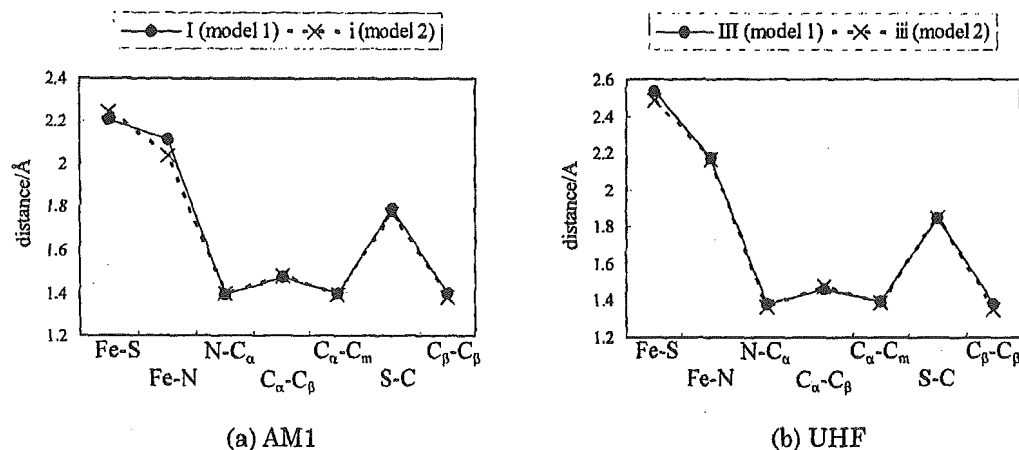 I (model 1) i (model 2)
distance/Å
2.4
2.2
2
1.8
1.6
1.4
1.2
Fe-S N-Cα Cα-Cm Cβ-Cβ
Fe-N Cα-Cβ S-C
(a) AM1
III (model 1) iii (model 2)
distance/Å
2.6
2.4
2.2
2
1.8
1.6
1.4
1.2
Fe-S N-Cα Cα-Cm Cβ-Cβ
Fe-N Cα-Cβ S-C
(b) UHF